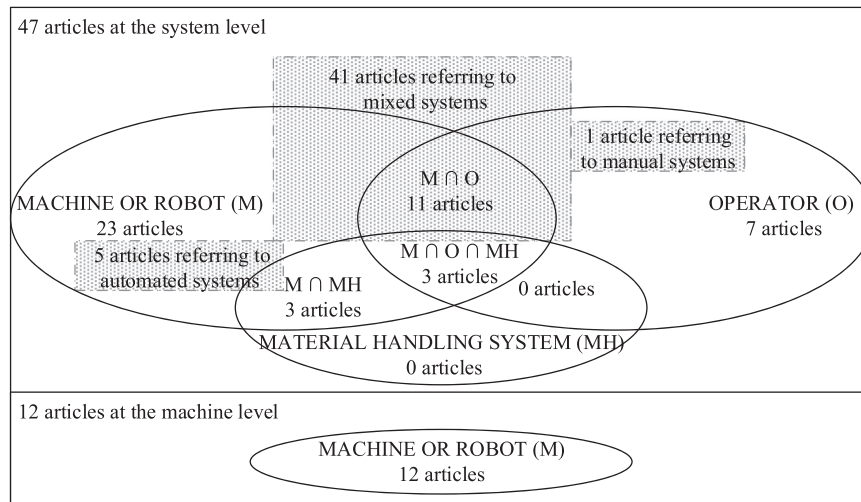 47 articles at the system level
41 articles referring to
mixed systems
1 article referring
to manual systems
M ∩ O
11 articles
MACHINE OR ROBOT (M)
23 articles
OPERATOR (O)
7 articles
5 articles referring to
automated systems
M ∩ O ∩ MH
3 articles
M ∩ MH
3 articles
0 articles
MATERIAL HANDLING SYSTEM (MH)
0 articles
12 articles at the machine level
MACHINE OR ROBOT (M)
12 articles